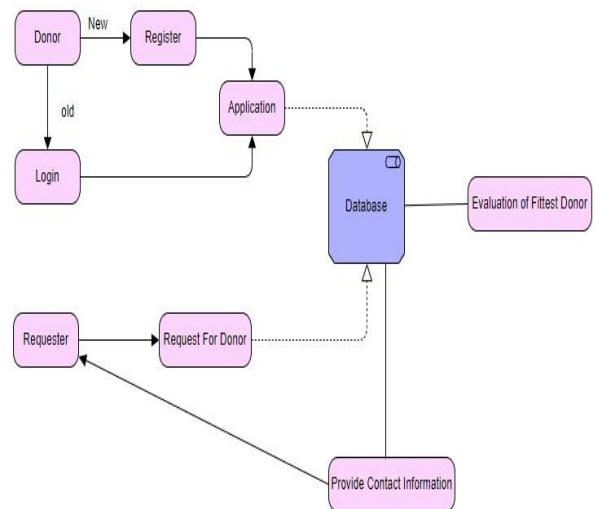 New
Donor
Register
Application
old
Login
Database
Evaluation of Fittest Donor
Requester
Request For Donor
Provide Contact Information